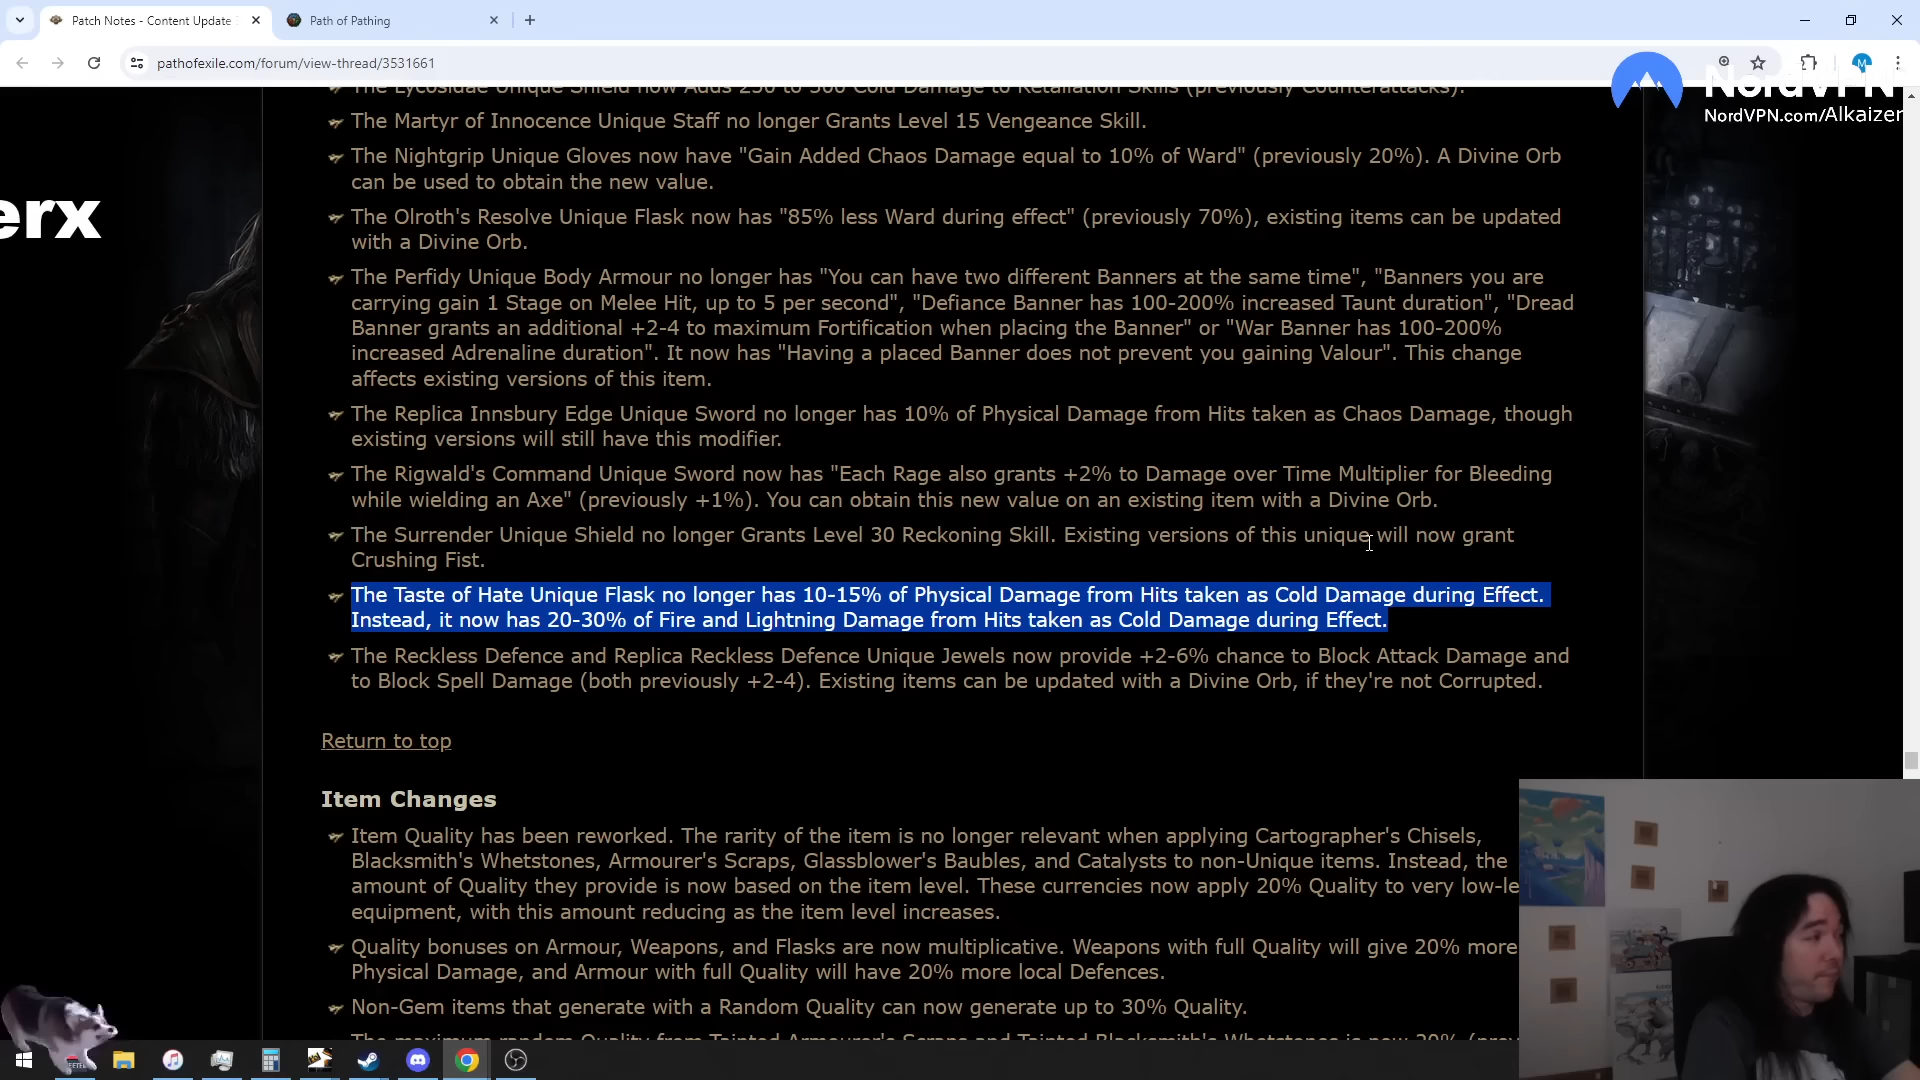 Patch Notes - Content Update
Path of Pathing
pathofexile.com/forum/view-thread/3531661
M
NordVPN
NordVPN.com/Alkaizer
erx
The Lycosidae Unique Shield now Adds 250 to 300 Cold Damage to Retaliation Skills (previously Counterattacks).
The Martyr of Innocence Unique Staff no longer Grants Level 15 Vengeance Skill.
The Nightgrip Unique Gloves now have "Gain Added Chaos Damage equal to 10% of Ward" (previously 20%). A Divine Orb
can be used to obtain the new value.
The Olroth's Resolve Unique Flask now has "85% less Ward during effect" (previously 70%), existing items can be updated
with a Divine Orb.
The Perfidy Unique Body Armour no longer has "You can have two different Banners at the same time", "Banners you are
carrying gain 1 Stage on Melee Hit, up to 5 per second", "Defiance Banner has 100-200% increased Taunt duration", "Dread
Banner grants an additional +2-4 to maximum Fortification when placing the Banner" or "War Banner has 100-200%
increased Adrenaline duration". It now has "Having a placed Banner does not prevent you gaining Valour". This change
affects existing versions of this item.
The Replica Innsbury Edge Unique Sword no longer has 10% of Physical Damage from Hits taken as Chaos Damage, though
existing versions will still have this modifier.
The Rigwald's Command Unique Sword now has "Each Rage also grants +2% to Damage over Time Multiplier for Bleeding
while wielding an Axe" (previously +1%). You can obtain this new value on an existing item with a Divine Orb.
The Surrender Unique Shield no longer Grants Level 30 Reckoning Skill. Existing versions of this unique will now grant
Crushing Fist.
The Taste of Hate Unique Flask no longer has 10-15% of Physical Damage from Hits taken as Cold Damage during Effect.
Instead, it now has 20-30% of Fire and Lightning Damage from Hits taken as Cold Damage during Effect.
The Reckless Defence and Replica Reckless Defence Unique Jewels now provide +2-6% chance to Block Attack Damage and
to Block Spell Damage (both previously +2-4). Existing items can be updated with a Divine Orb, if they're not Corrupted.
Return to top
Item Changes
Item Quality has been reworked. The rarity of the item is no longer relevant when applying Cartographer's Chisels,
Blacksmith's Whetstones, Armourer's Scraps, Glassblower's Baubles, and Catalysts to non-Unique items. Instead, the
amount of Quality they provide is now based on the item level. These currencies now apply 20% Quality to very low-le
equipment, with this amount reducing as the item level increases.
Quality bonuses on Armour, Weapons, and Flasks are now multiplicative. Weapons with full Quality will give 20% more
Physical Damage, and Armour with full Quality will have 20% more local Defences.
Non-Gem items that generate with a Random Quality can now generate up to 30% Quality.
The maximum random Quality from Tainted Armourer's Scraps and Tainted Blacksmith's Whetstones is now 30% (prev